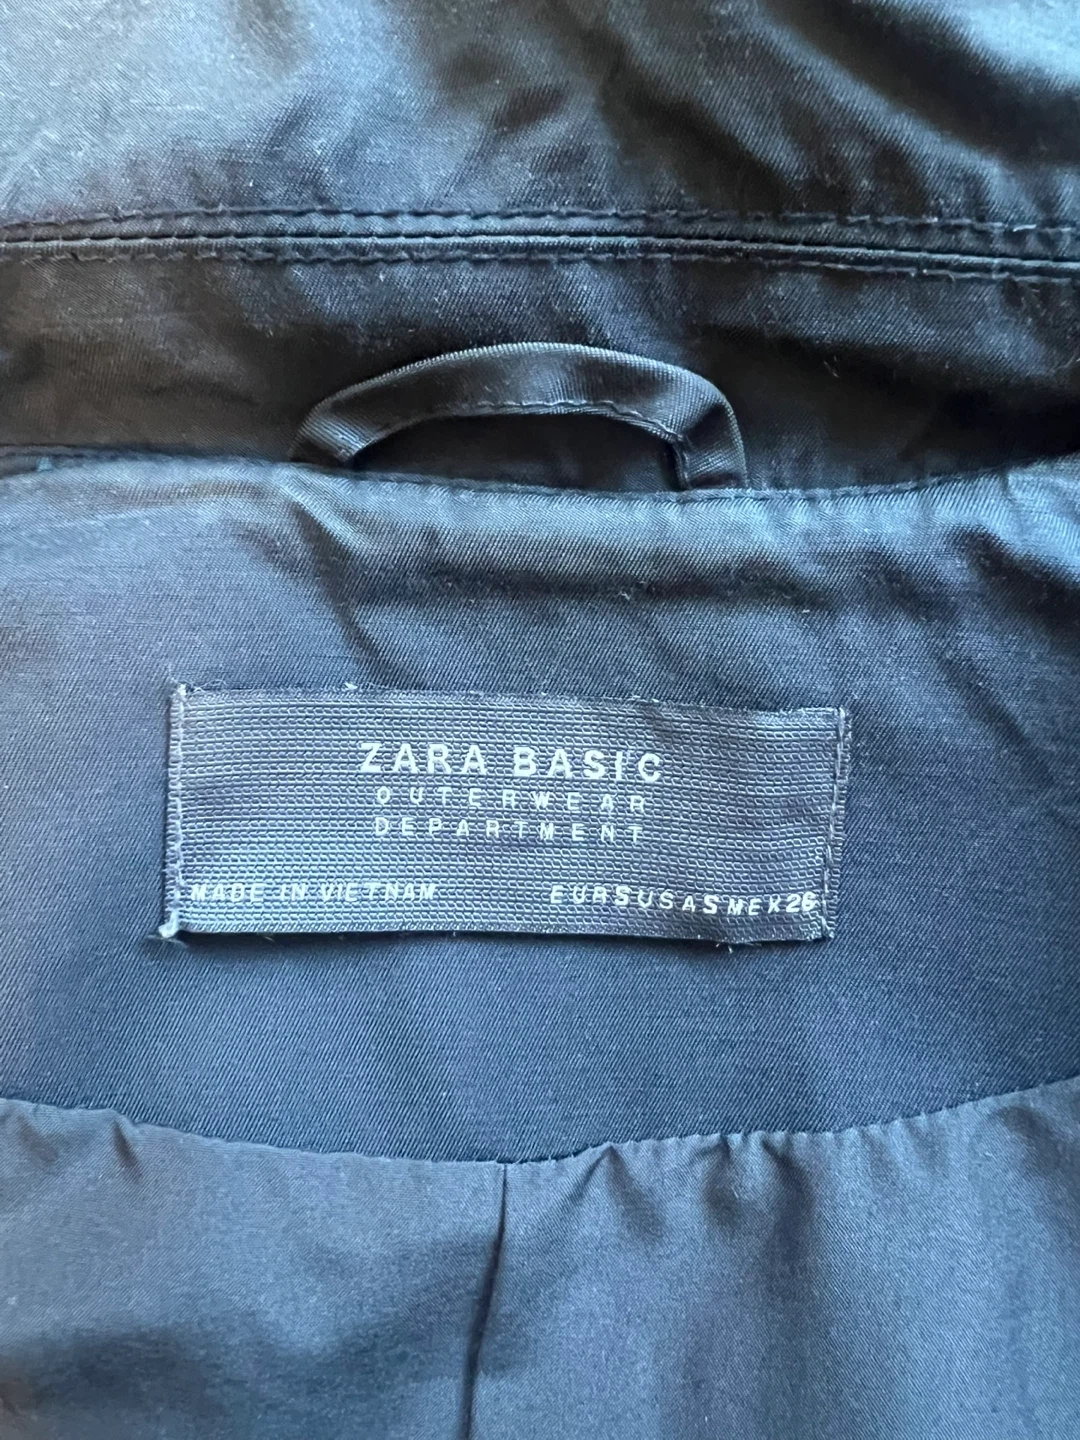 ZARA BASIC
OUTERWEAR
DEPARTMENT
MADE IN VIETNAM EUR S USA S MEX 26